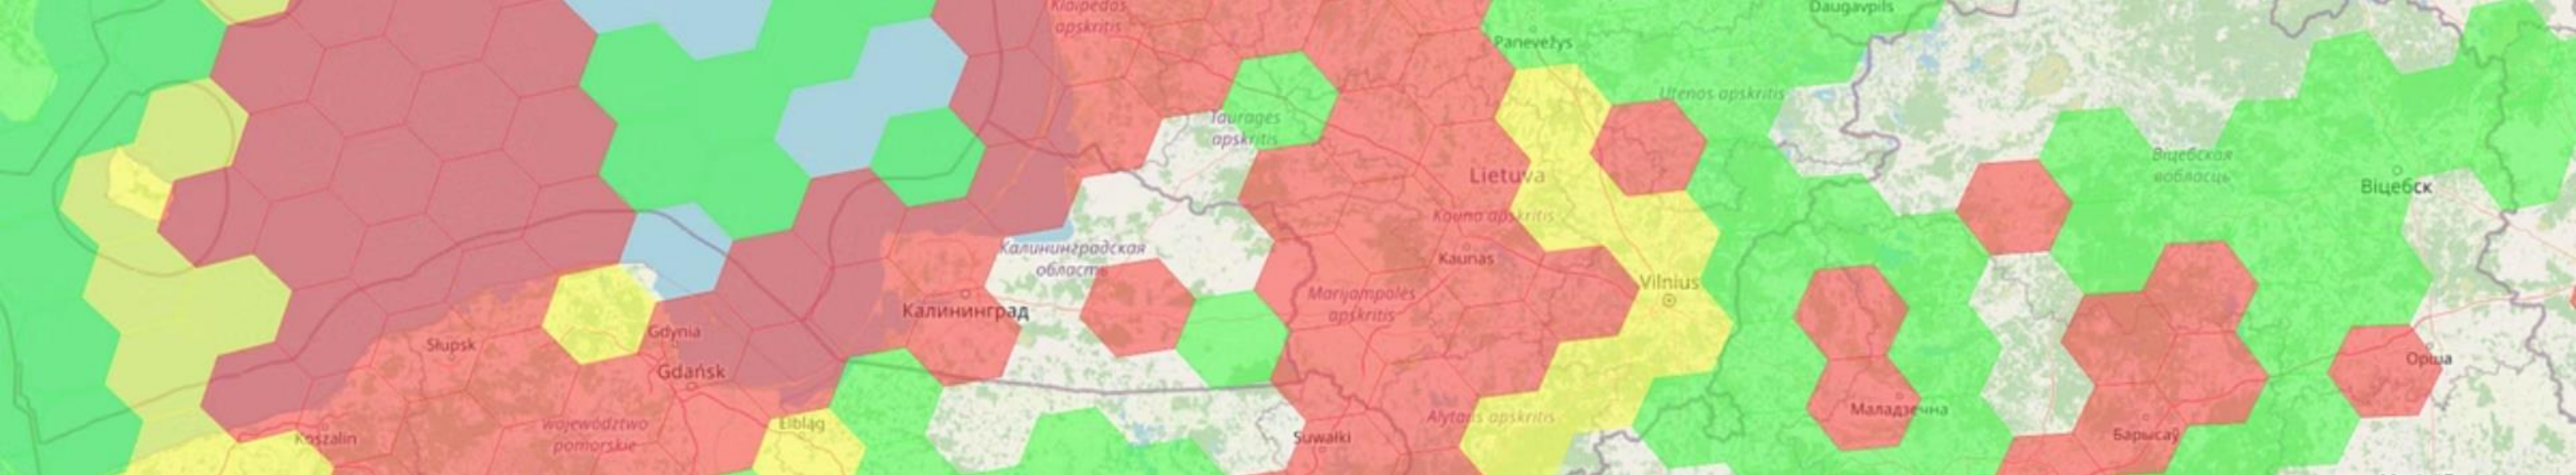 Klaipėdos
apskritis
Daugavpils
Panevėžys
Utenos apskritis
Tauragės
apskritis
Віцебская
вобласць
Lietuva
Віцебск
Kauno apskritis
Калининградская
область
Kaunas
Vilnius
Marijampolės
apskritis
Калининград
Gdynia
Słupsk
Орша
Gdańsk
Маладзечна
Alytaus apskritis
województwo
pomorskie
Elbląg
Koszalin
Suwałki
Барысаў